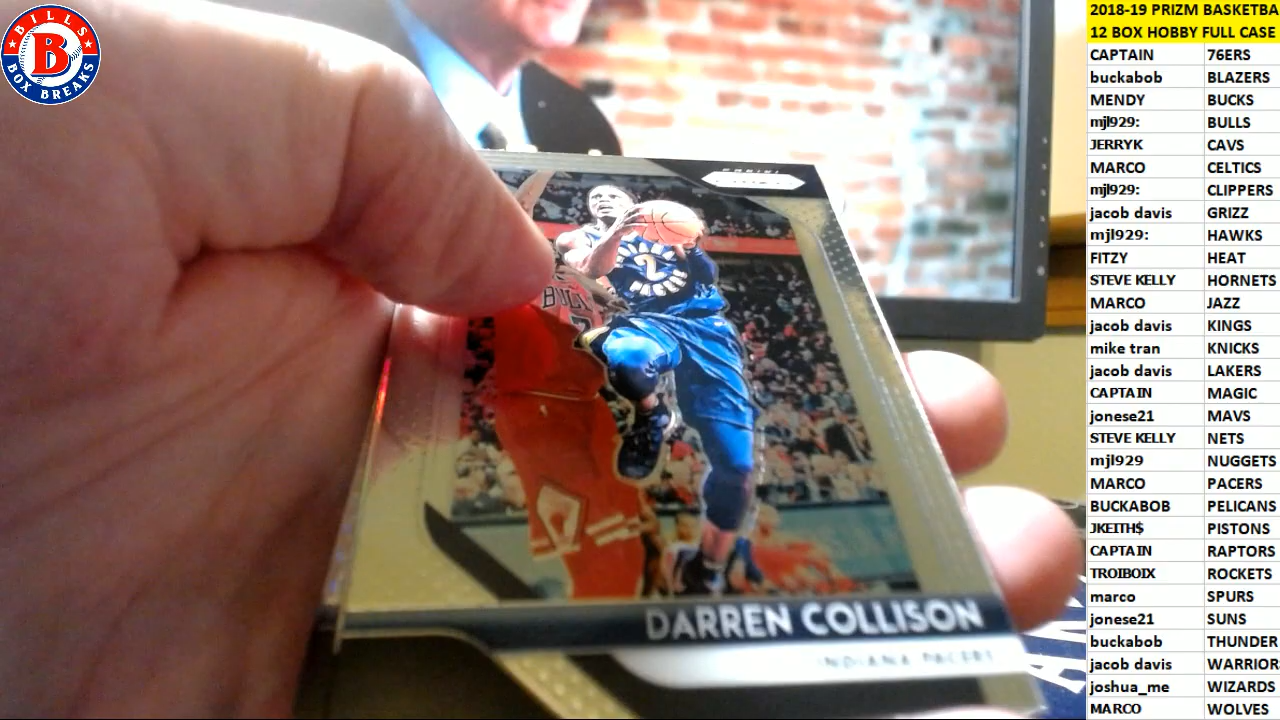 BILLS
B
BOX BREAKS
PANINI
BULL
INDIANA
2
PACERS
DARREN COLLISON
INDIANA PACERS
2018-19 PRIZM BASKETBA
12 BOX HOBBY FULL CASE
CAPTAIN 76ERS
buckabob BLAZERS
MENDY BUCKS
mjl929: BULLS
JERRYK CAVS
MARCO CELTICS
mjl929: CLIPPERS
jacob davis GRIZZ
mjl929: HAWKS
FITZY HEAT
STEVE KELLY HORNETS
MARCO JAZZ
jacob davis KINGS
mike tran KNICKS
jacob davis LAKERS
CAPTAIN MAGIC
jonese21 MAVS
STEVE KELLY NETS
mjl929 NUGGETS
MARCO PACERS
BUCKABOB PELICANS
JKEITH$ PISTONS
CAPTAIN RAPTORS
TROIBOIX ROCKETS
marco SPURS
jonese21 SUNS
buckabob THUNDER
jacob davis WARRIOR
joshua_me WIZARDS
MARCO WOLVES